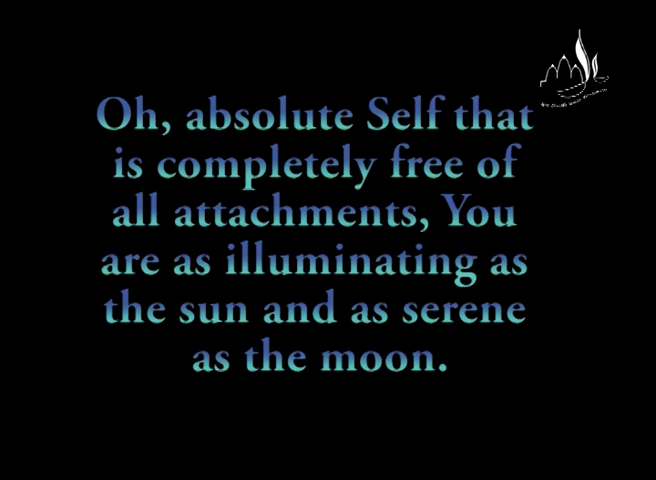 Oh, absolute Self that
is completely free of
all attachments, You
are as illuminating as
the sun and as serene
as the moon.